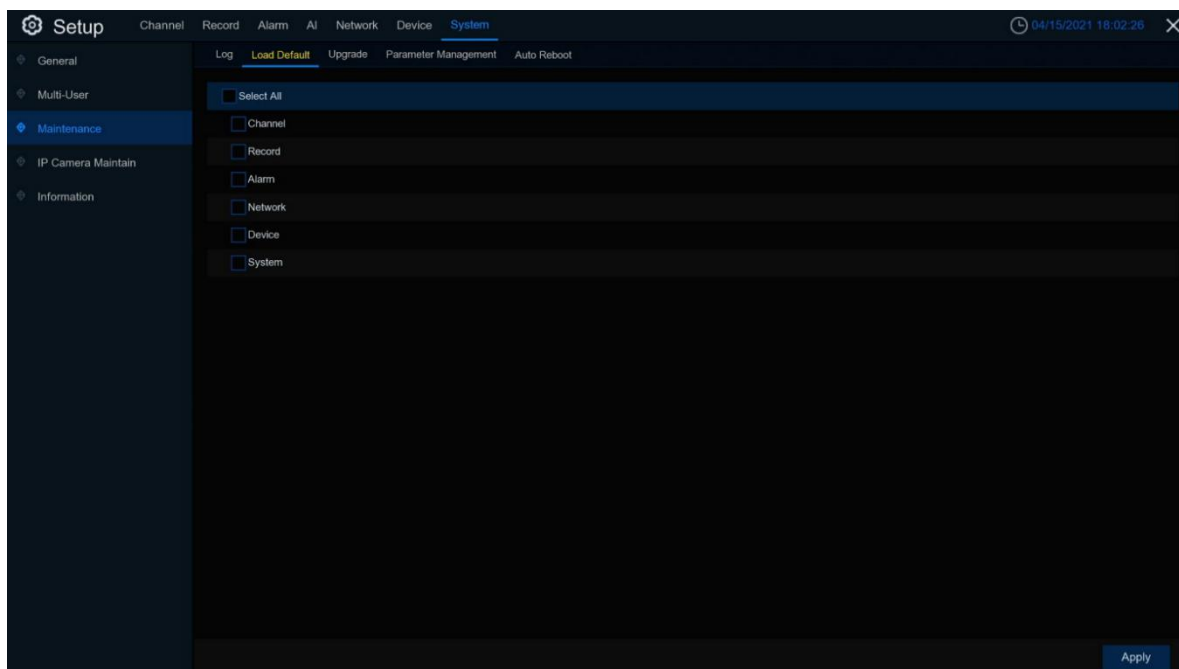 Setup Channel Record Alarm AI Network Device System 04/15/2021 18:02:26
Log Load Default Upgrade Parameter Management Auto Reboot
General
Multi-User
Maintenance
IP Camera Maintain
Information
Select All
Channel
Record
Alarm
Network
Device
System
Apply